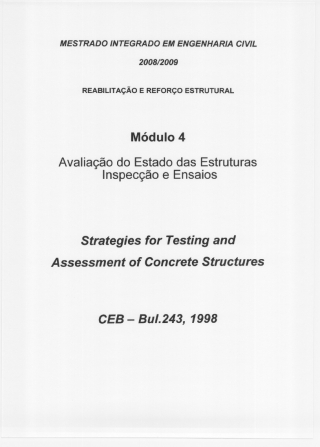 MESTRADO INTEGRADO EM ENGENHARIA CIVIL
2008/2009
REABILITAÇÃO E REFORÇO ESTRUTURAL
Módulo 4
Avaliação do Estado das Estruturas
Inspecção e Ensaios
Strategies for Testing and
Assessment of Concrete Structures
CEB – Bul.243, 1998